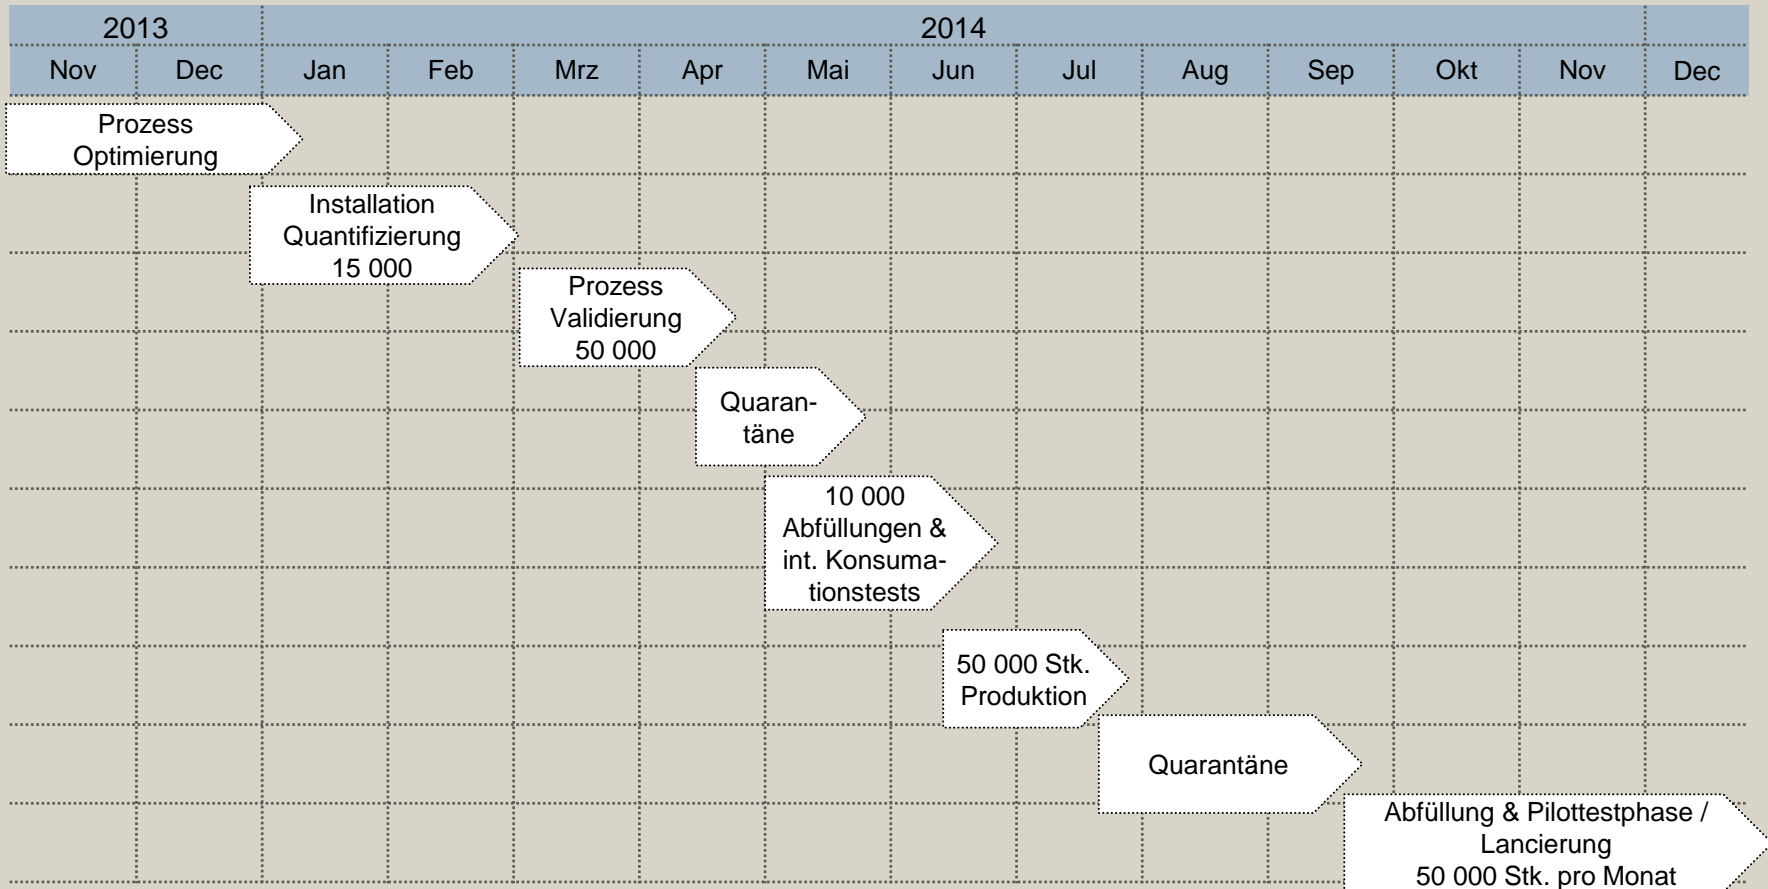 2013 2014
Nov Dec Jan Feb Mrz Apr Mai Jun Jul Aug Sep Okt Nov Dec
Prozess
Optimierung
Installation
Quantifizierung
15 000
Prozess
Validierung
50 000
Quaran-
täne
10 000
Abfüllungen &
int. Konsuma-
tionstests
50 000 Stk.
Produktion
Quarantäne
Abfüllung & Pilottestphase /
Lancierung
50 000 Stk. pro Monat